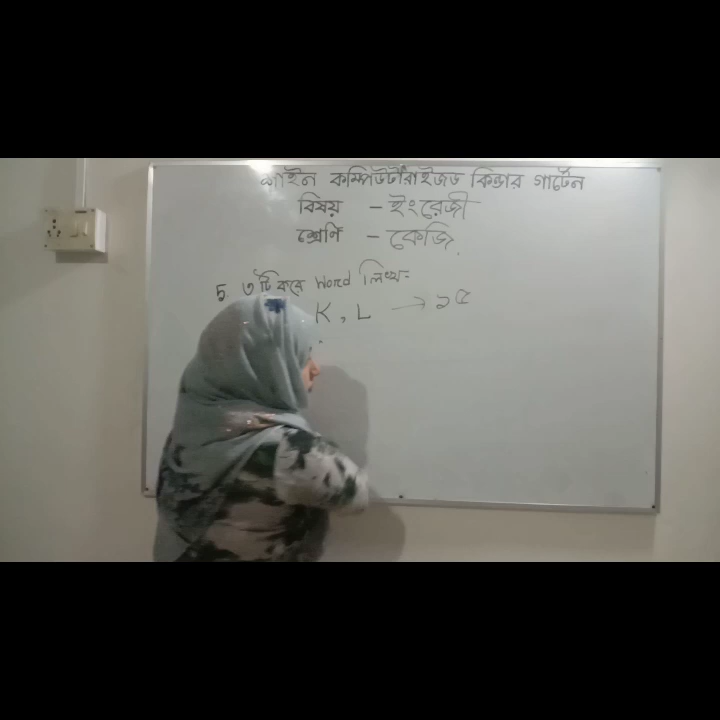 শাইন কম্পিউটারাইজড কিন্ডার গার্টেন
বিষয় - ইংরেজী
শ্রেণি - কেজি
5. ৩ টি করে Word লিখ:-
K, L → ১৫